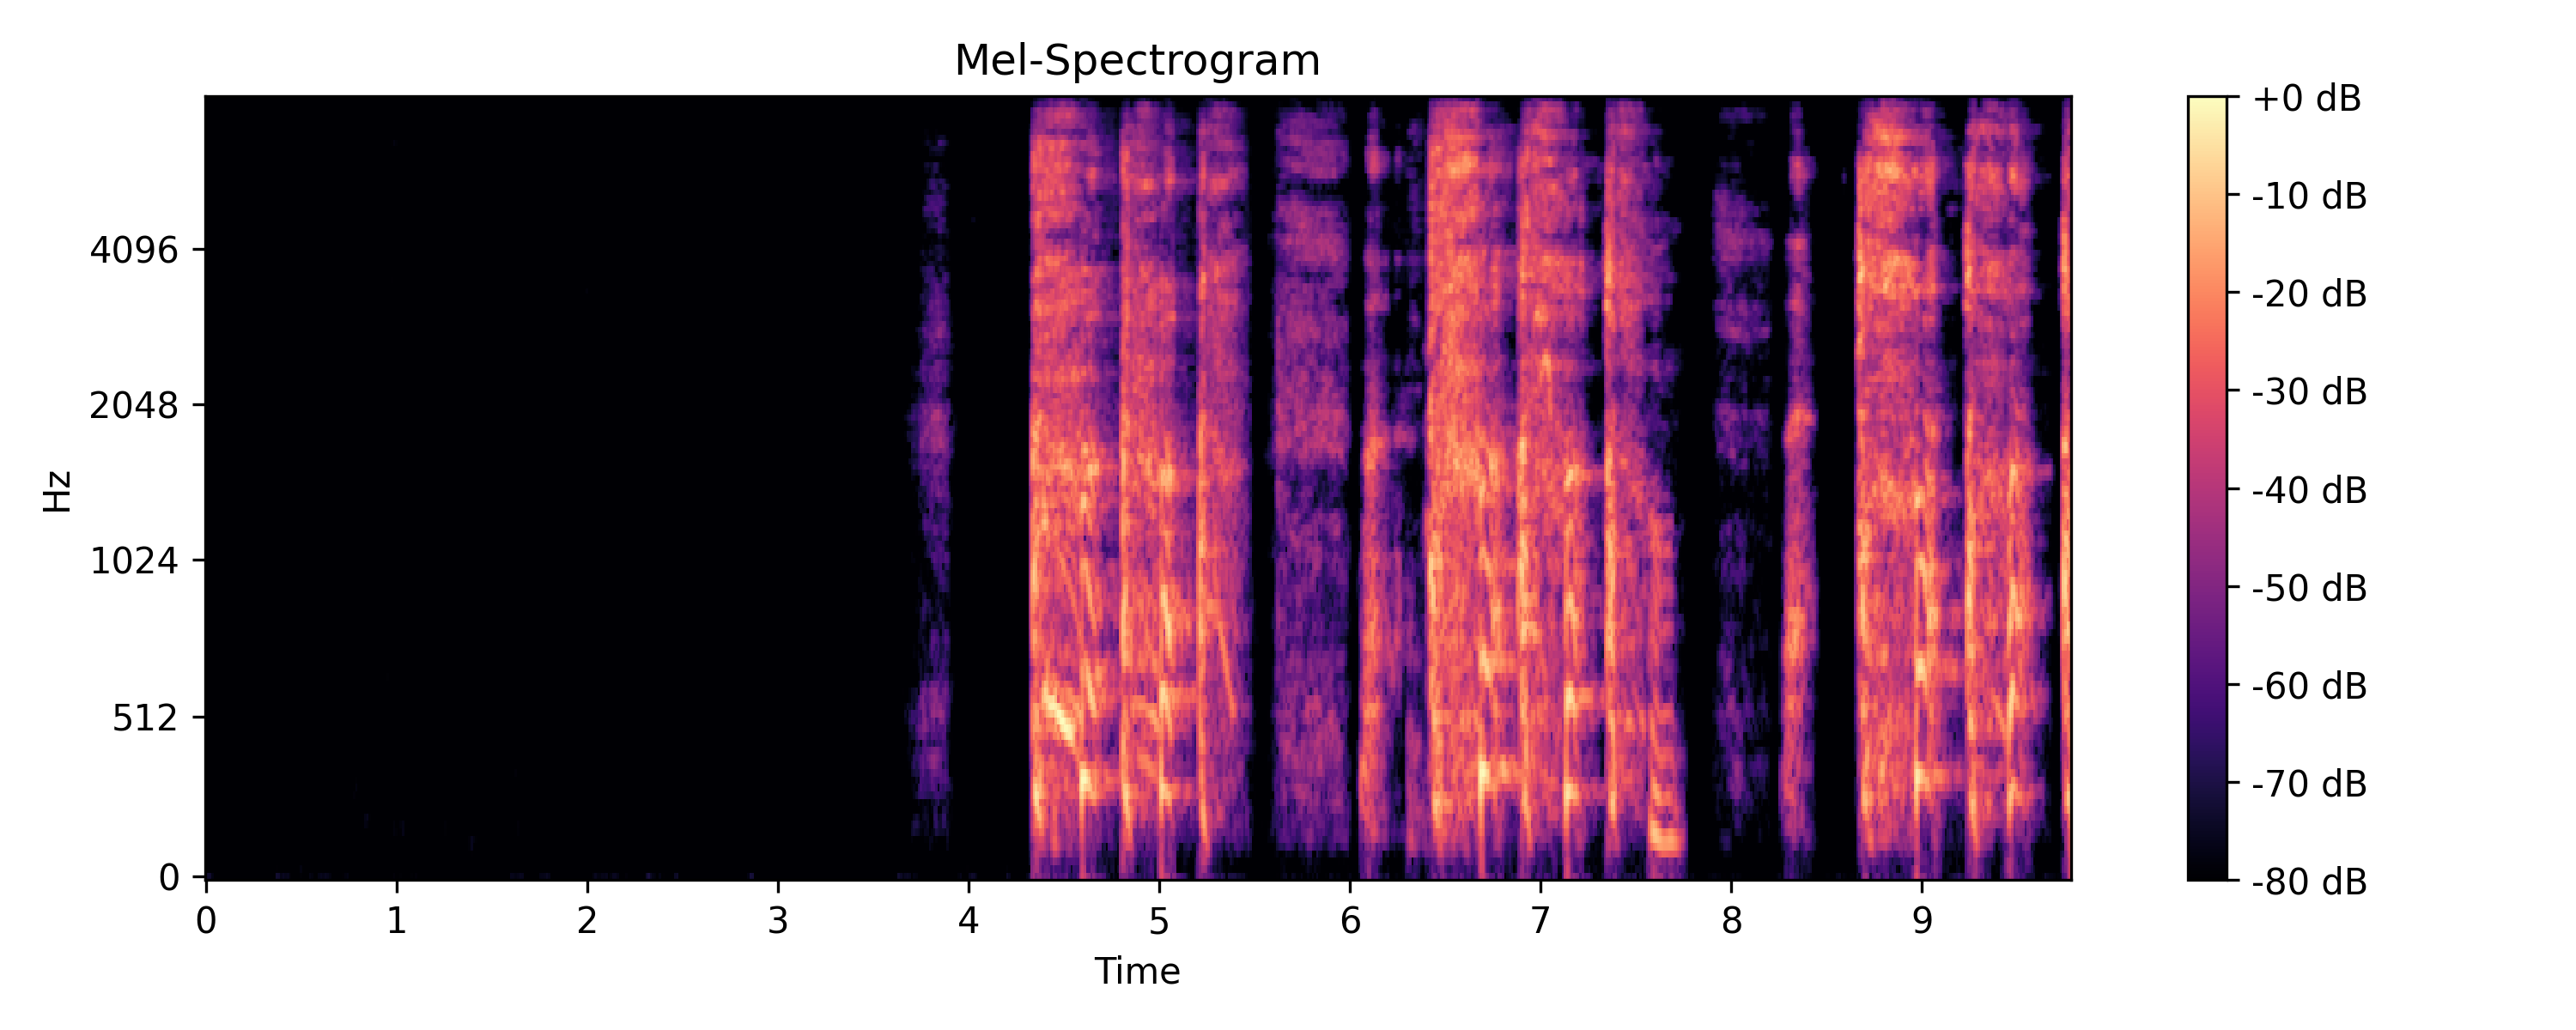 Mel-Spectrogram
+0 dB
-10 dB
-20 dB
-30 dB
-40 dB
-50 dB
-60 dB
-70 dB
-80 dB
Hz
4096
2048
1024
512
0
0 1 2 3 4 5 6 7 8 9
Time